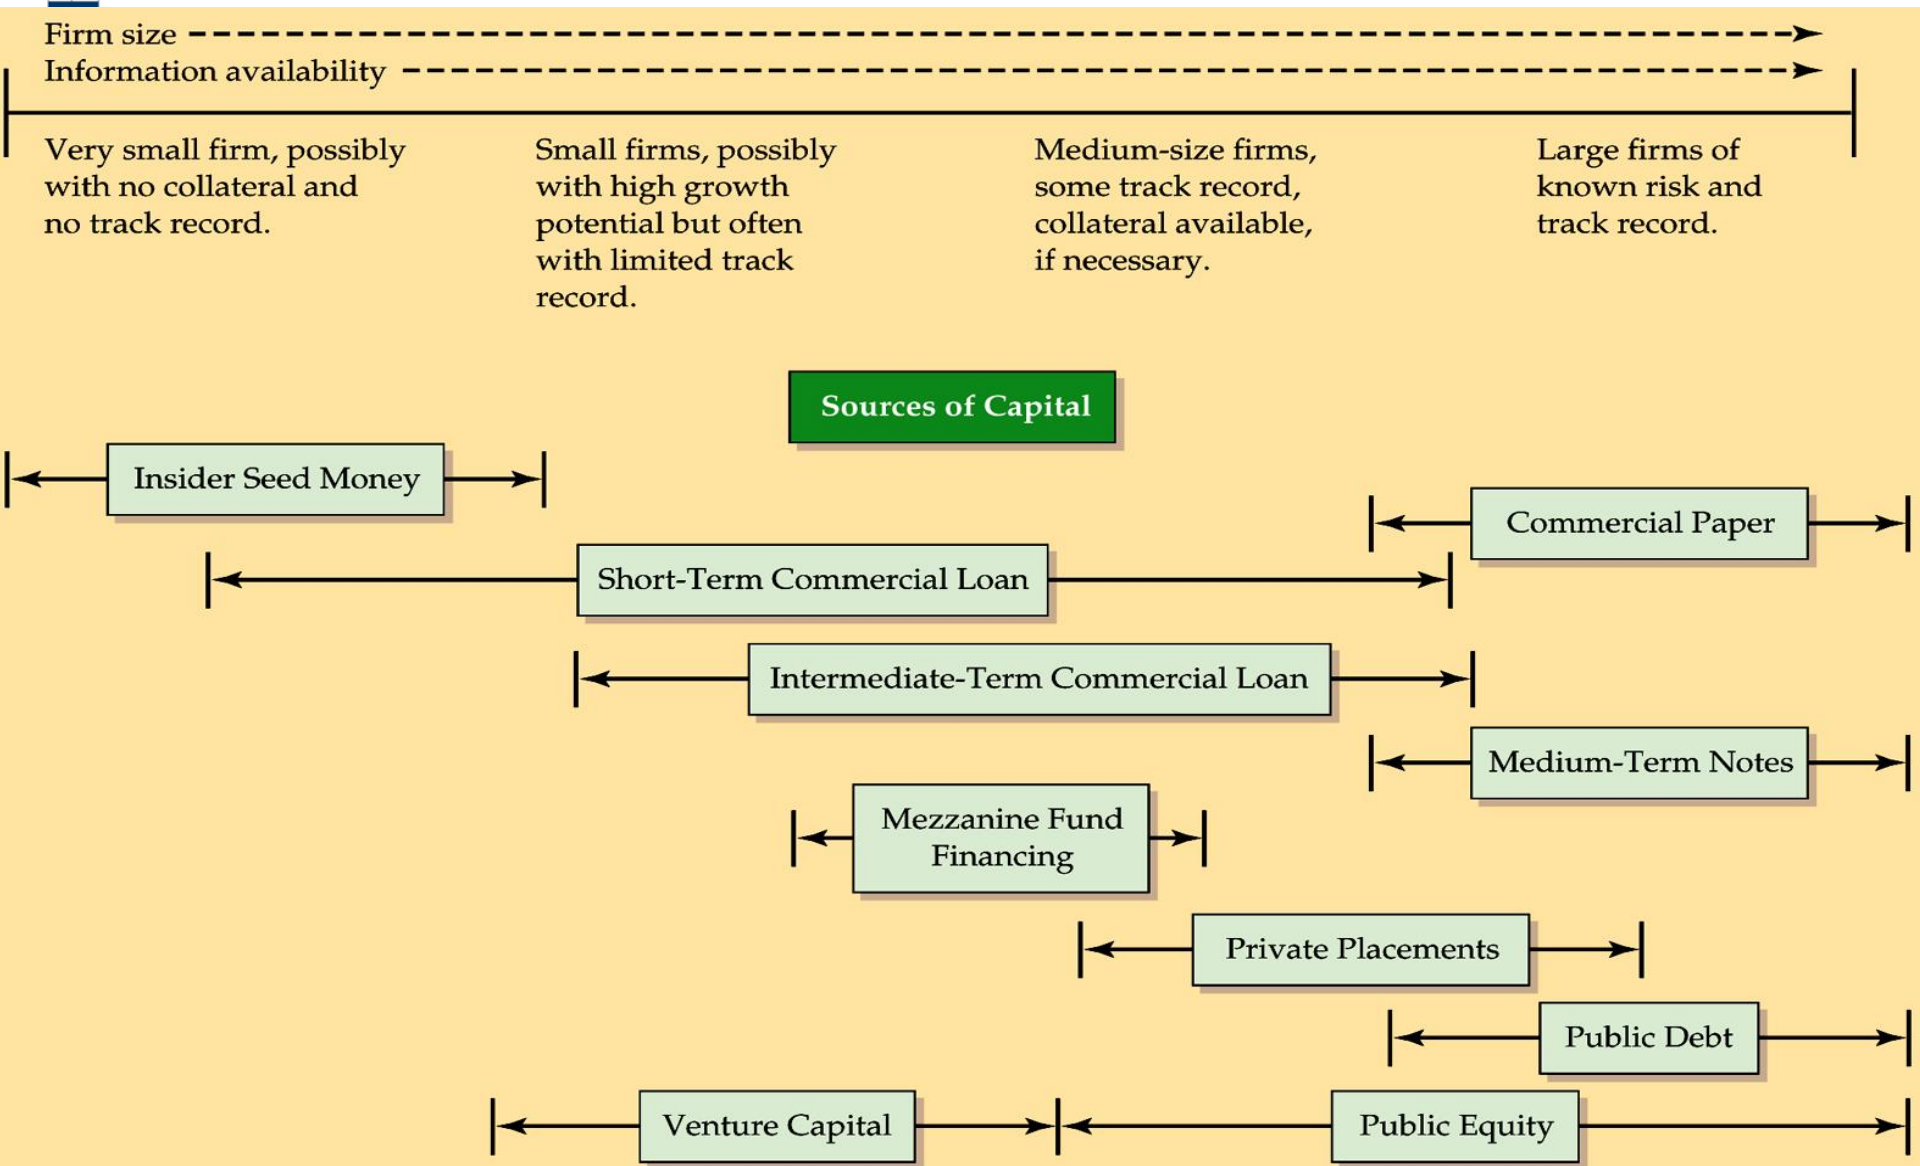 Firm size
Information availability
Very small firm, possibly
with no collateral and
no track record.
Small firms, possibly
with high growth
potential but often
with limited track
record.
Medium-size firms,
some track record,
collateral available,
if necessary.
Large firms of
known risk and
track record.
Sources of Capital
Insider Seed Money
Commercial Paper
Short-Term Commercial Loan
Intermediate-Term Commercial Loan
Medium-Term Notes
Mezzanine Fund
Financing
Private Placements
Public Debt
Venture Capital
Public Equity